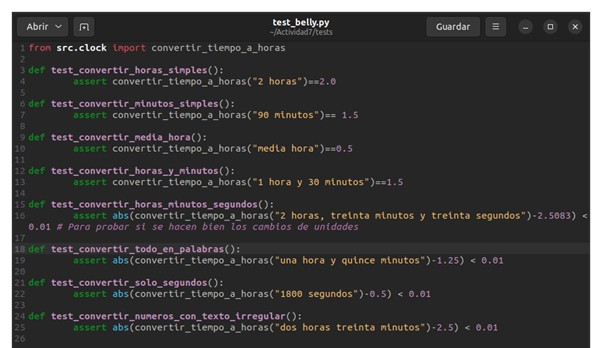 Abrir
test_belly.py
~/Actividad7/tests
Guardar
1 from src.clock import convertir_tiempo_a_horas
2
3 def test_convertir_horas_simples():
4 assert convertir_tiempo_a_horas("2 horas")==2.0
5
6 def test_convertir_minutos_simples():
7 assert convertir_tiempo_a_horas("90 minutos")== 1.5
8
9 def test_convertir_media_hora():
10 assert convertir_tiempo_a_horas("media hora")==0.5
11
12 def test_convertir_horas_y_minutos():
13 assert convertir_tiempo_a_horas("1 hora y 30 minutos")==1.5
14
15 def test_convertir_horas_minutos_segundos():
16 assert abs(convertir_tiempo_a_horas("2 horas, treinta minutos y treinta segundos")-2.5083) <
0.01 # Para probar si se hacen bien los cambios de unidades
17
18 def test_convertir_todo_en_palabras():
19 assert abs(convertir_tiempo_a_horas("una hora y quince minutos")-1.25) < 0.01
20
21 def test_convertir_solo_segundos():
22 assert abs(convertir_tiempo_a_horas("1800 segundos")-0.5) < 0.01
23
24 def test_convertir_numeros_con_texto_irregular():
25 assert abs(convertir_tiempo_a_horas("dos horas treinta minutos")-2.5) < 0.01
26